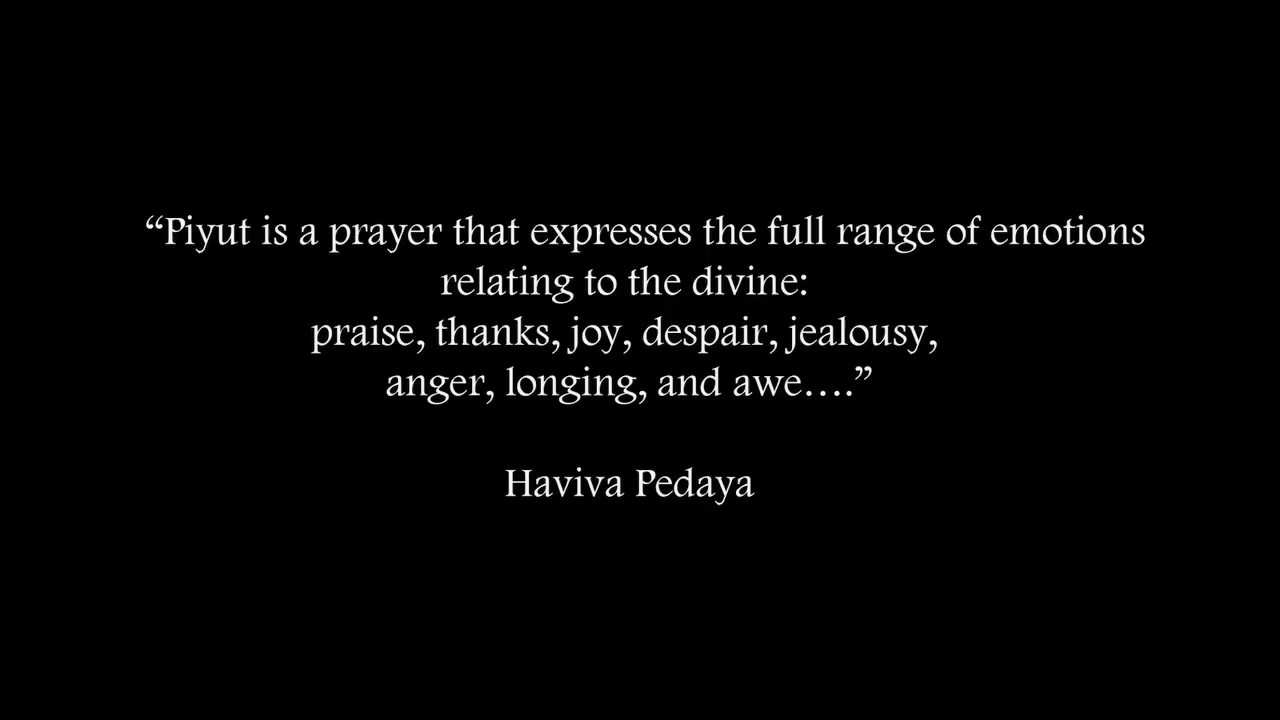 “Piyut is a prayer that expresses the full range of emotions
relating to the divine:
praise, thanks, joy, despair, jealousy,
anger, longing, and awe….”
Haviva Pedaya